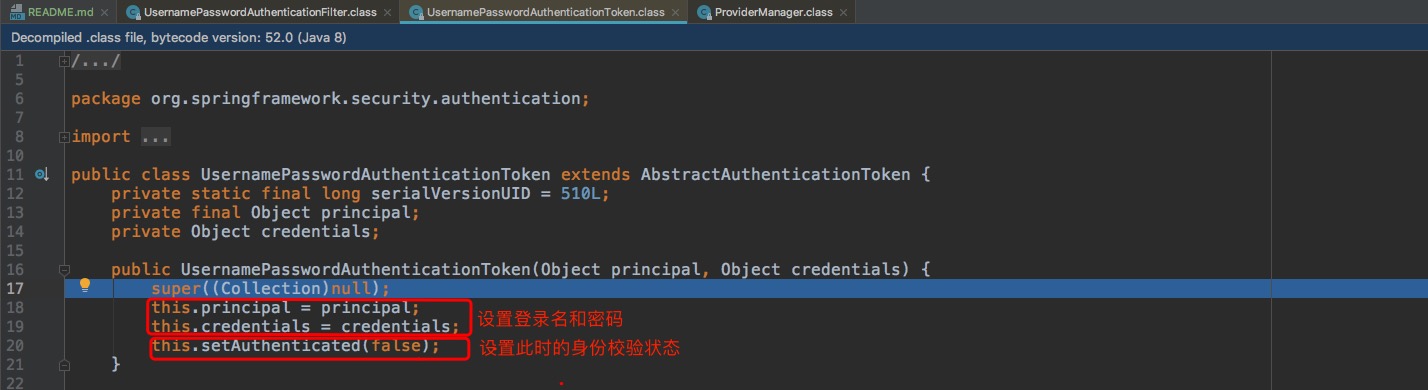 README.md UsernamePasswordAuthenticationFilter.class UsernamePasswordAuthenticationToken.class ProviderManager.class
Decompiled .class file, bytecode version: 52.0 (Java 8)
1 /.../
5
6 package org.springframework.security.authentication;
7
8 import ...
10
11 public class UsernamePasswordAuthenticationToken extends AbstractAuthenticationToken {
12 private static final long serialVersionUID = 510L;
13 private final Object principal;
14 private Object credentials;
15
16 public UsernamePasswordAuthenticationToken(Object principal, Object credentials) {
17 super((Collection)null);
18 this.principal = principal;
设置登录名和密码
19 this.credentials = credentials;
20 this.setAuthenticated(false); 设置此时的身份校验状态
21 }
22